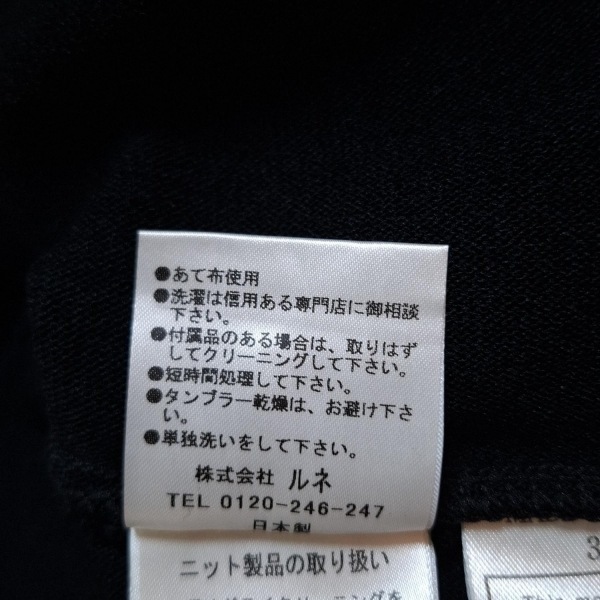 ●あて布使用
●洗濯は信用ある専門店に御相談
下さい。
●付属品のある場合は、取りはず
してクリーニングして下さい。
●短時間処理して下さい。
●タンブラー乾燥は、お避け下さ
い。
●単独洗いをして下さい。
株式会社 ルネ
TEL 0120-246-247
日本製
ニット製品の取り扱い
3